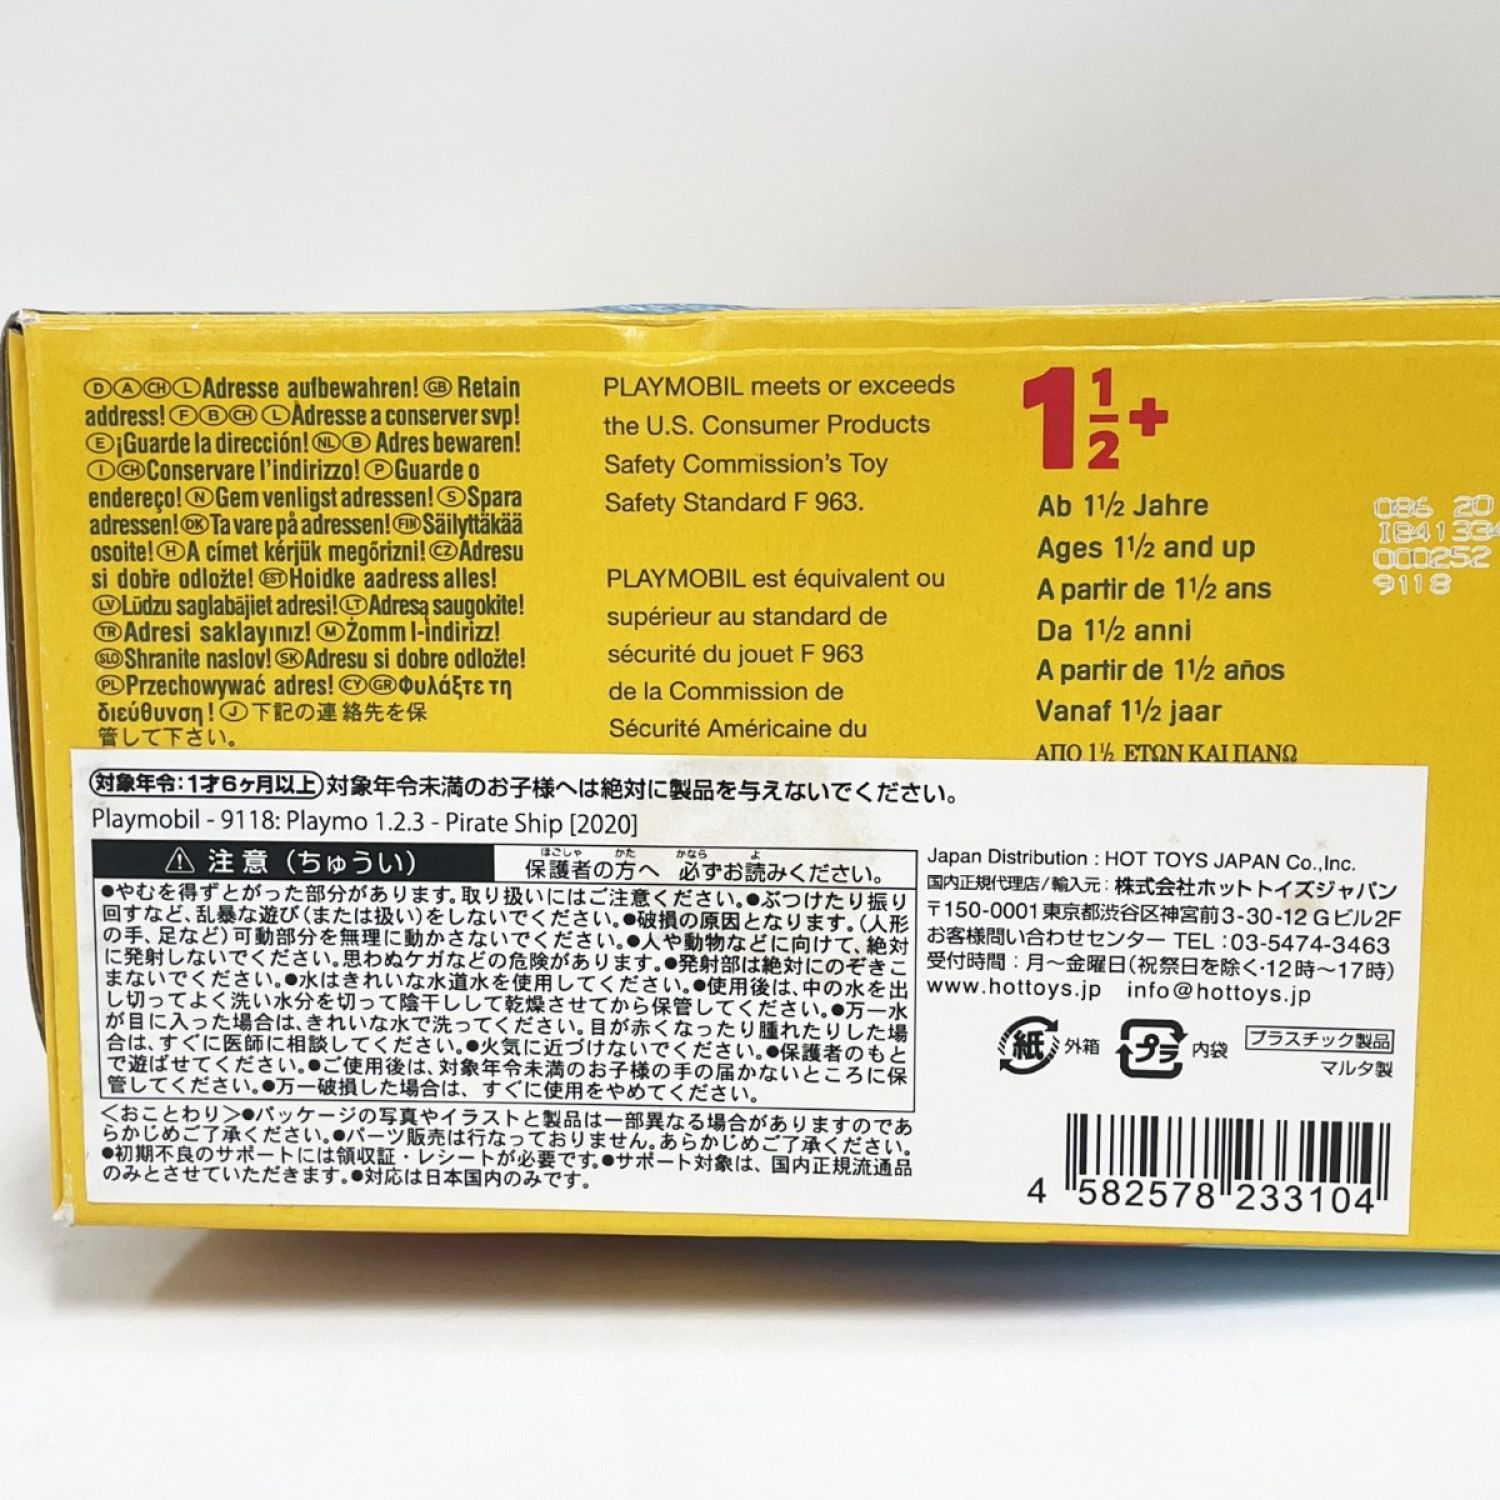 ⒹⒶⒸⒽⓁAdresse aufbewahren! ⒼⒷ Retain
address! ⒻⒷⒸⒽ ⓁAdresse a conserver svp!
Ⓔ¡Guarde la dirección! ⓃⓁⒷ Adres bewaren!
ⒾⒸⒽConservare l'indirizzo! ⓅGuarde o
endereço! ⓃGem venligst adressen! ⓈSpara
adressen! ⒹⓀTa vare på adressen! ⒻⒾⓃSäilyttäkää
osoite! ⒽA címet kérjük megőrizni! ⒸⓏAdresu
si dobře odložte! ⒺⓈⓉHoidke aadress alles!
ⓁⓋLūdzu saglabājiet adresi! ⓁⓉAdresą saugokite!
ⓉⓇAdresi saklayınız! ⓂŻomm l-indirizz!
ⓈⓁⓄShranite naslov! ⓈⓀAdresu si dobre odložte!
ⓅⓁPrzechowywać adres! ⒸⓎⒼⓇΦυλάξτε τη
διεύθυνση! Ⓙ下記の連絡先を保
管して下さい。
PLAYMOBIL meets or exceeds
the U.S. Consumer Products
Safety Commission's Toy
Safety Standard F 963.
PLAYMOBIL est équivalent ou
supérieur au standard de
sécurité du jouet F 963
de la Commission de
Sécurité Américaine du
1 1/2 +
Ab 1½ Jahre
Ages 1½ and up
A partir de 1½ ans
Da 1½ anni
A partir de 1½ años
Vanaf 1½ jaar
ΑΠΟ 1½ ΕΤΩΝ ΚΑΙ ΠΑΝΩ
086 20
000252
9118
対象年令:1才6ヶ月以上 対象年令未満のお子様へは絶対に製品を与えないでください。
Playmobil - 9118: Playmo 1.2.3 - Pirate Ship [2020]
⚠ 注意(ちゅうい)
ほごしゃ かた かなら よ
保護者の方へ 必ずお読みください。
●やむを得ずとがった部分があります。取り扱いにはご注意ください。●ぶつけたり振り
回すなど、乱暴な遊び(または扱い)をしないでください。●破損の原因となります。(人形
の手、足など)可動部分を無理に動かさないでください。●人や動物などに向けて、絶対
に発射しないでください。思わぬケガなどの危険があります。●発射部は絶対にのぞきこ
まないでください。●水はきれいな水道水を使用してください。●使用後は、中の水を出
し切ってよく洗い水分を切って陰干しして乾燥させてから保管してください。●万一水
が目に入った場合は、きれいな水で洗ってください。目が赤くなったり腫れたりした場
合は、すぐに医師に相談してください。●火気に近づけないでください。●保護者のもと
で遊ばせてください。●ご使用後は、対象年令未満のお子様の手の届かないところに保
管してください。●万一破損した場合は、すぐに使用をやめてください。
<おことわり>●パッケージの写真やイラストと製品は一部異なる場合がありますのであ
らかじめご了承ください。●パーツ販売は行なっておりません。あらかじめご了承ください。
●初期不良のサポートには領収証・レシートが必要です。●サポート対象は、国内正規流通品
のみとさせていただきます。●対応は日本国内のみです。
Japan Distribution : HOT TOYS JAPAN Co.,Inc.
国内正規代理店/輸入元:株式会社ホットトイズジャパン
〒150-0001東京都渋谷区神宮前3-30-12 Gビル2F
お客様問い合わせセンター TEL:03-5474-3463
受付時間:月~金曜日(祝祭日を除く・12時~17時)
www.hottoys.jp info@hottoys.jp
紙 外箱 プラ 内袋 プラスチック製品
マルタ製
4 582578 233104